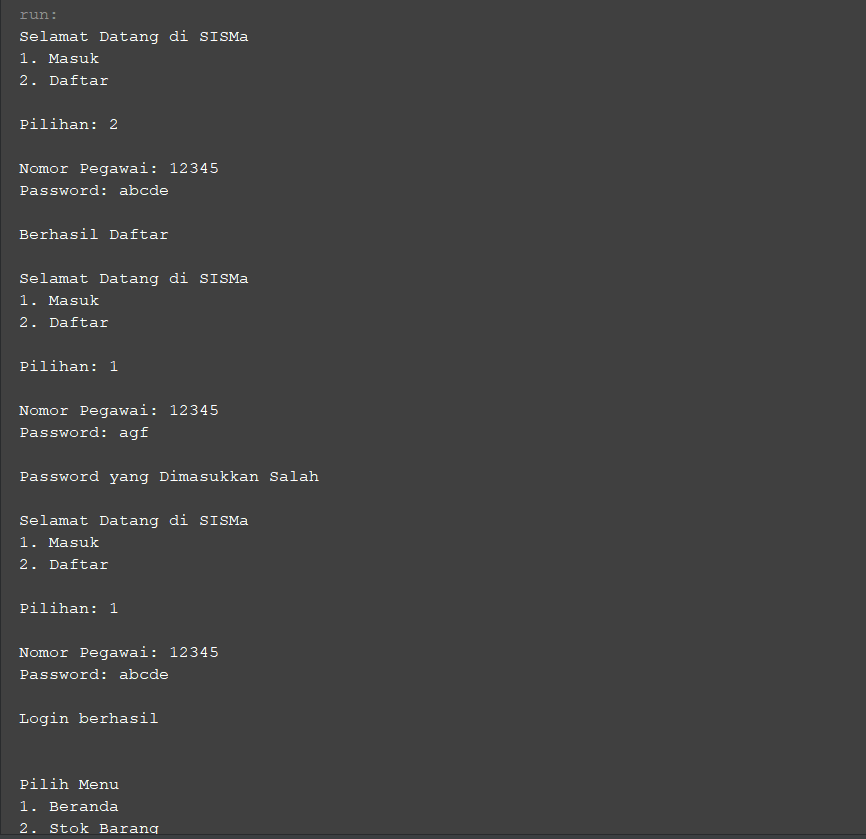 run:
Selamat Datang di SISMa
1. Masuk
2. Daftar
Pilihan: 2
Nomor Pegawai: 12345
Password: abcde
Berhasil Daftar
Selamat Datang di SISMa
1. Masuk
2. Daftar
Pilihan: 1
Nomor Pegawai: 12345
Password: agf
Password yang Dimasukkan Salah
Selamat Datang di SISMa
1. Masuk
2. Daftar
Pilihan: 1
Nomor Pegawai: 12345
Password: abcde
Login berhasil
Pilih Menu
1. Beranda
2. Stok Barang